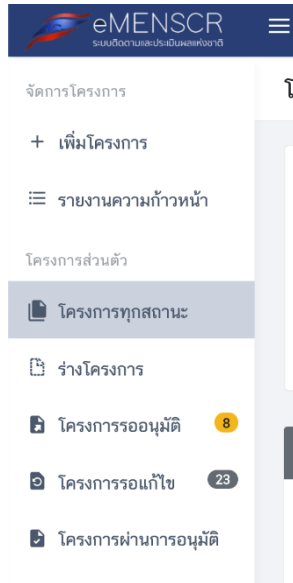 eMENSCR
ระบบติดตามและประเมินผลแห่งชาติ
จัดการโครงการ
+ เพิ่มโครงการ
รายงานความก้าวหน้า
โครงการส่วนตัว
โครงการทุกสถานะ
ร่างโครงการ
โครงการรออนุมัติ 8
โครงการรอแก้ไข 23
โครงการผ่านการอนุมัติ